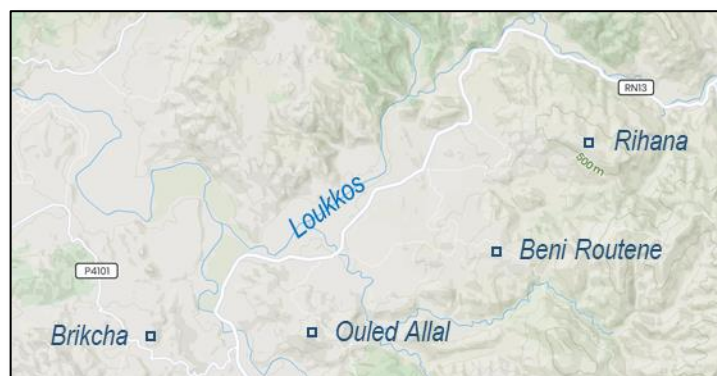 RN13
Rihana
500 m
Loukkos
Beni Routene
P4101
Brikcha
Ouled Allal